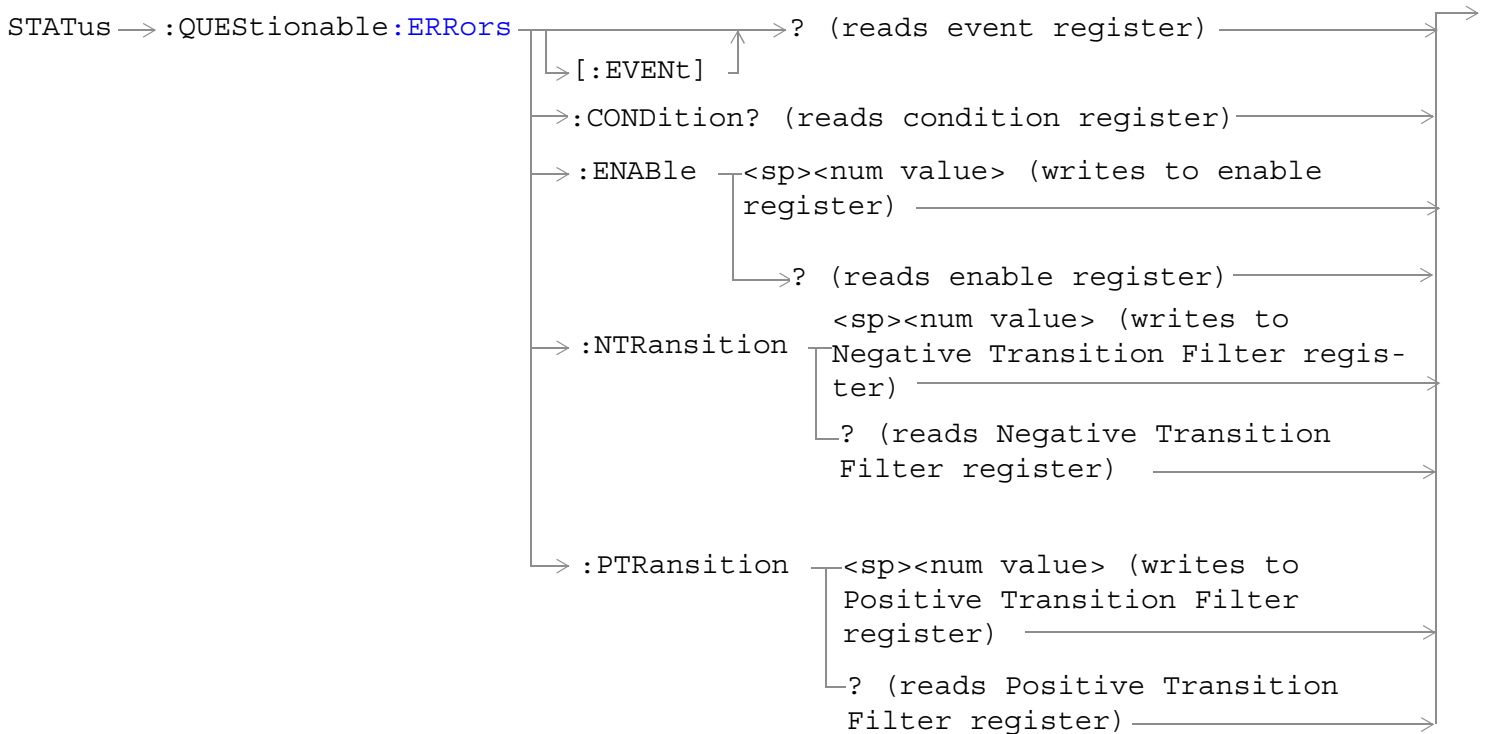 STATus :QUEStionable:ERRors ? (reads event register)
[:EVENt]
:CONDition? (reads condition register)
:ENABle <sp><num value> (writes to enable
register)
? (reads enable register)
<sp><num value> (writes to
:NTRansition Negative Transition Filter regis-
ter)
? (reads Negative Transition
Filter register)
:PTRansition <sp><num value> (writes to
Positive Transition Filter
register)
? (reads Positive Transition
Filter register)